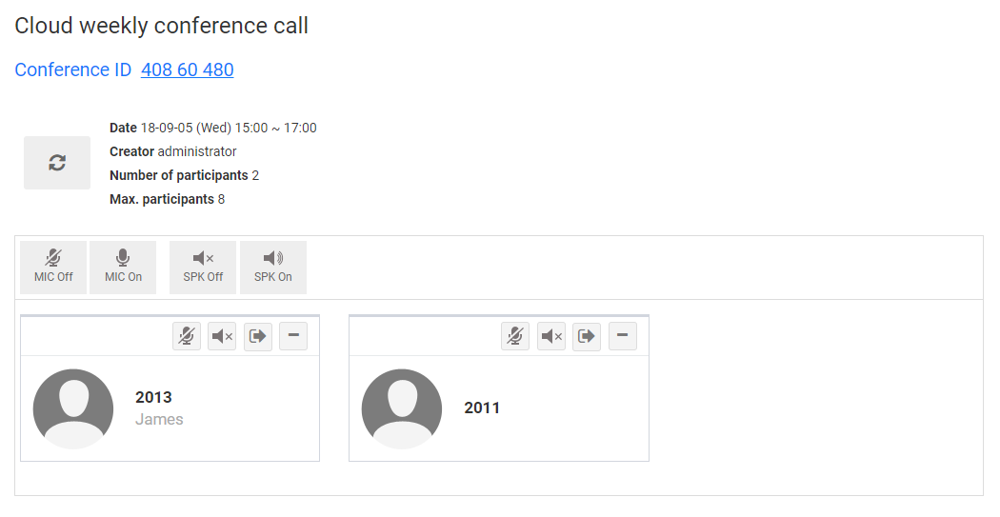 Cloud weekly conference call
Conference ID 408 60 480
Date 18-09-05 (Wed) 15:00 ~ 17:00
Creator administrator
Number of participants 2
Max. participants 8
MIC Off MIC On SPK Off SPK On
2013
James
2011